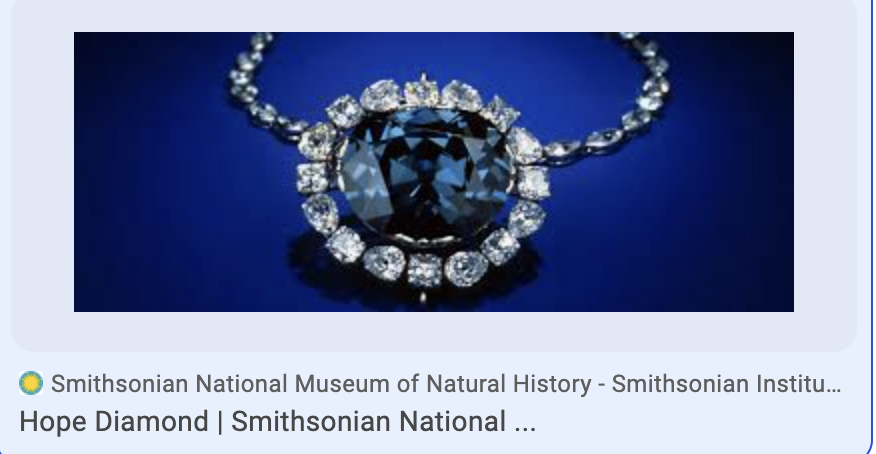 Smithsonian National Museum of Natural History - Smithsonian Institu...
Hope Diamond | Smithsonian National ...